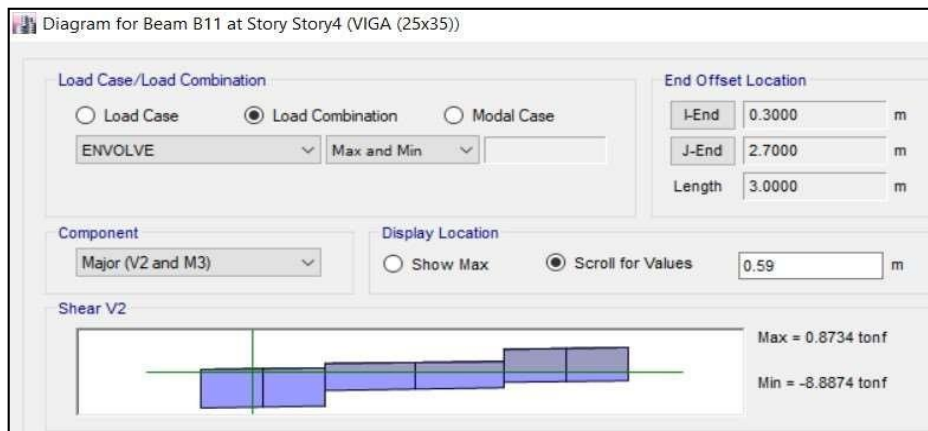 Diagram for Beam B11 at Story Story4 (VIGA (25x35))
Load Case/Load Combination
Load Case Load Combination Modal Case
ENVOLVE Max and Min
End Offset Location
I-End 0.3000 m
J-End 2.7000 m
Length 3.0000 m
Component
Major (V2 and M3)
Display Location
Show Max Scroll for Values 0.59 m
Shear V2
Max = 0.8734 tonf
Min = -8.8874 tonf